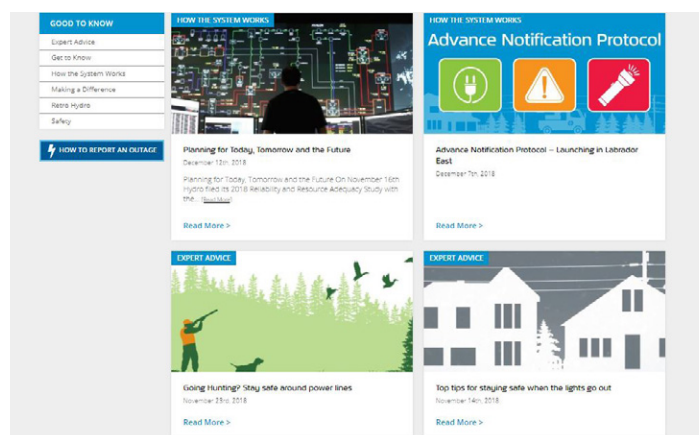 GOOD TO KNOW
Expert Advice
Get to Know
How the System Works
Making a Difference
Retro Hydro
Safety
HOW TO REPORT AN OUTAGE
HOW THE SYSTEM WORKS
Planning for Today, Tomorrow and the Future
December 12th, 2018
Planning for Today, Tomorrow and the Future On November 16th
Hydro filed its 2018 Reliability and Resource Adequacy Study with
the... [Read More]
Read More >
HOW THE SYSTEM WORKS
Advance Notification Protocol
Advance Notification Protocol – Launching in Labrador
East
December 7th, 2018
Read More >
EXPERT ADVICE
Going Hunting? Stay safe around power lines
November 23rd, 2018
Read More >
EXPERT ADVICE
Top tips for staying safe when the lights go out
November 14th, 2018
Read More >